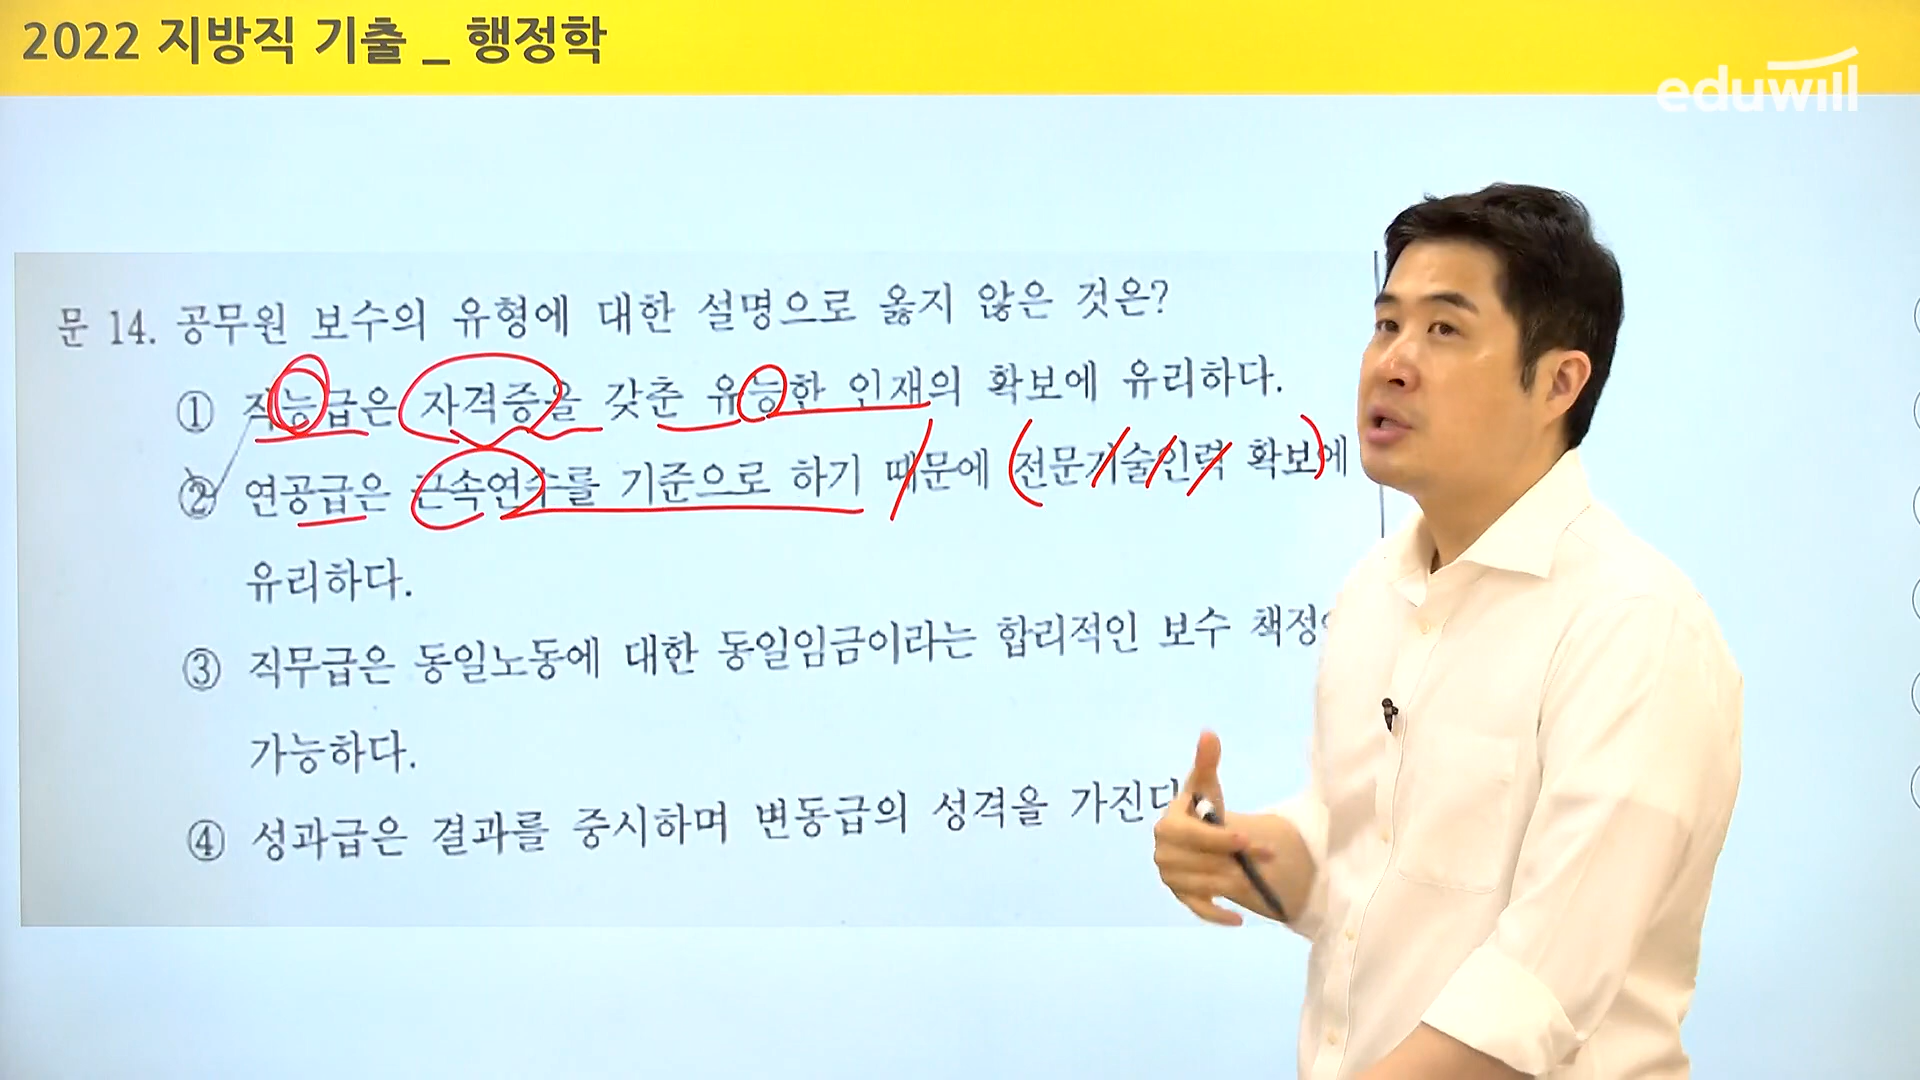 2022 지방직 기출 _ 행정학
eduwill
문 14. 공무원 보수의 유형에 대한 설명으로 옳지 않은 것은?
① 직능급은 자격증을 갖춘 유능한 인재의 확보에 유리하다.
② 연공급은 근속연수를 기준으로 하기 때문에 (전문기술인력 확보)에
유리하다.
③ 직무급은 동일노동에 대한 동일임금이라는 합리적인 보수 책정
가능하다.
④ 성과급은 결과를 중시하며 변동급의 성격을 가진다